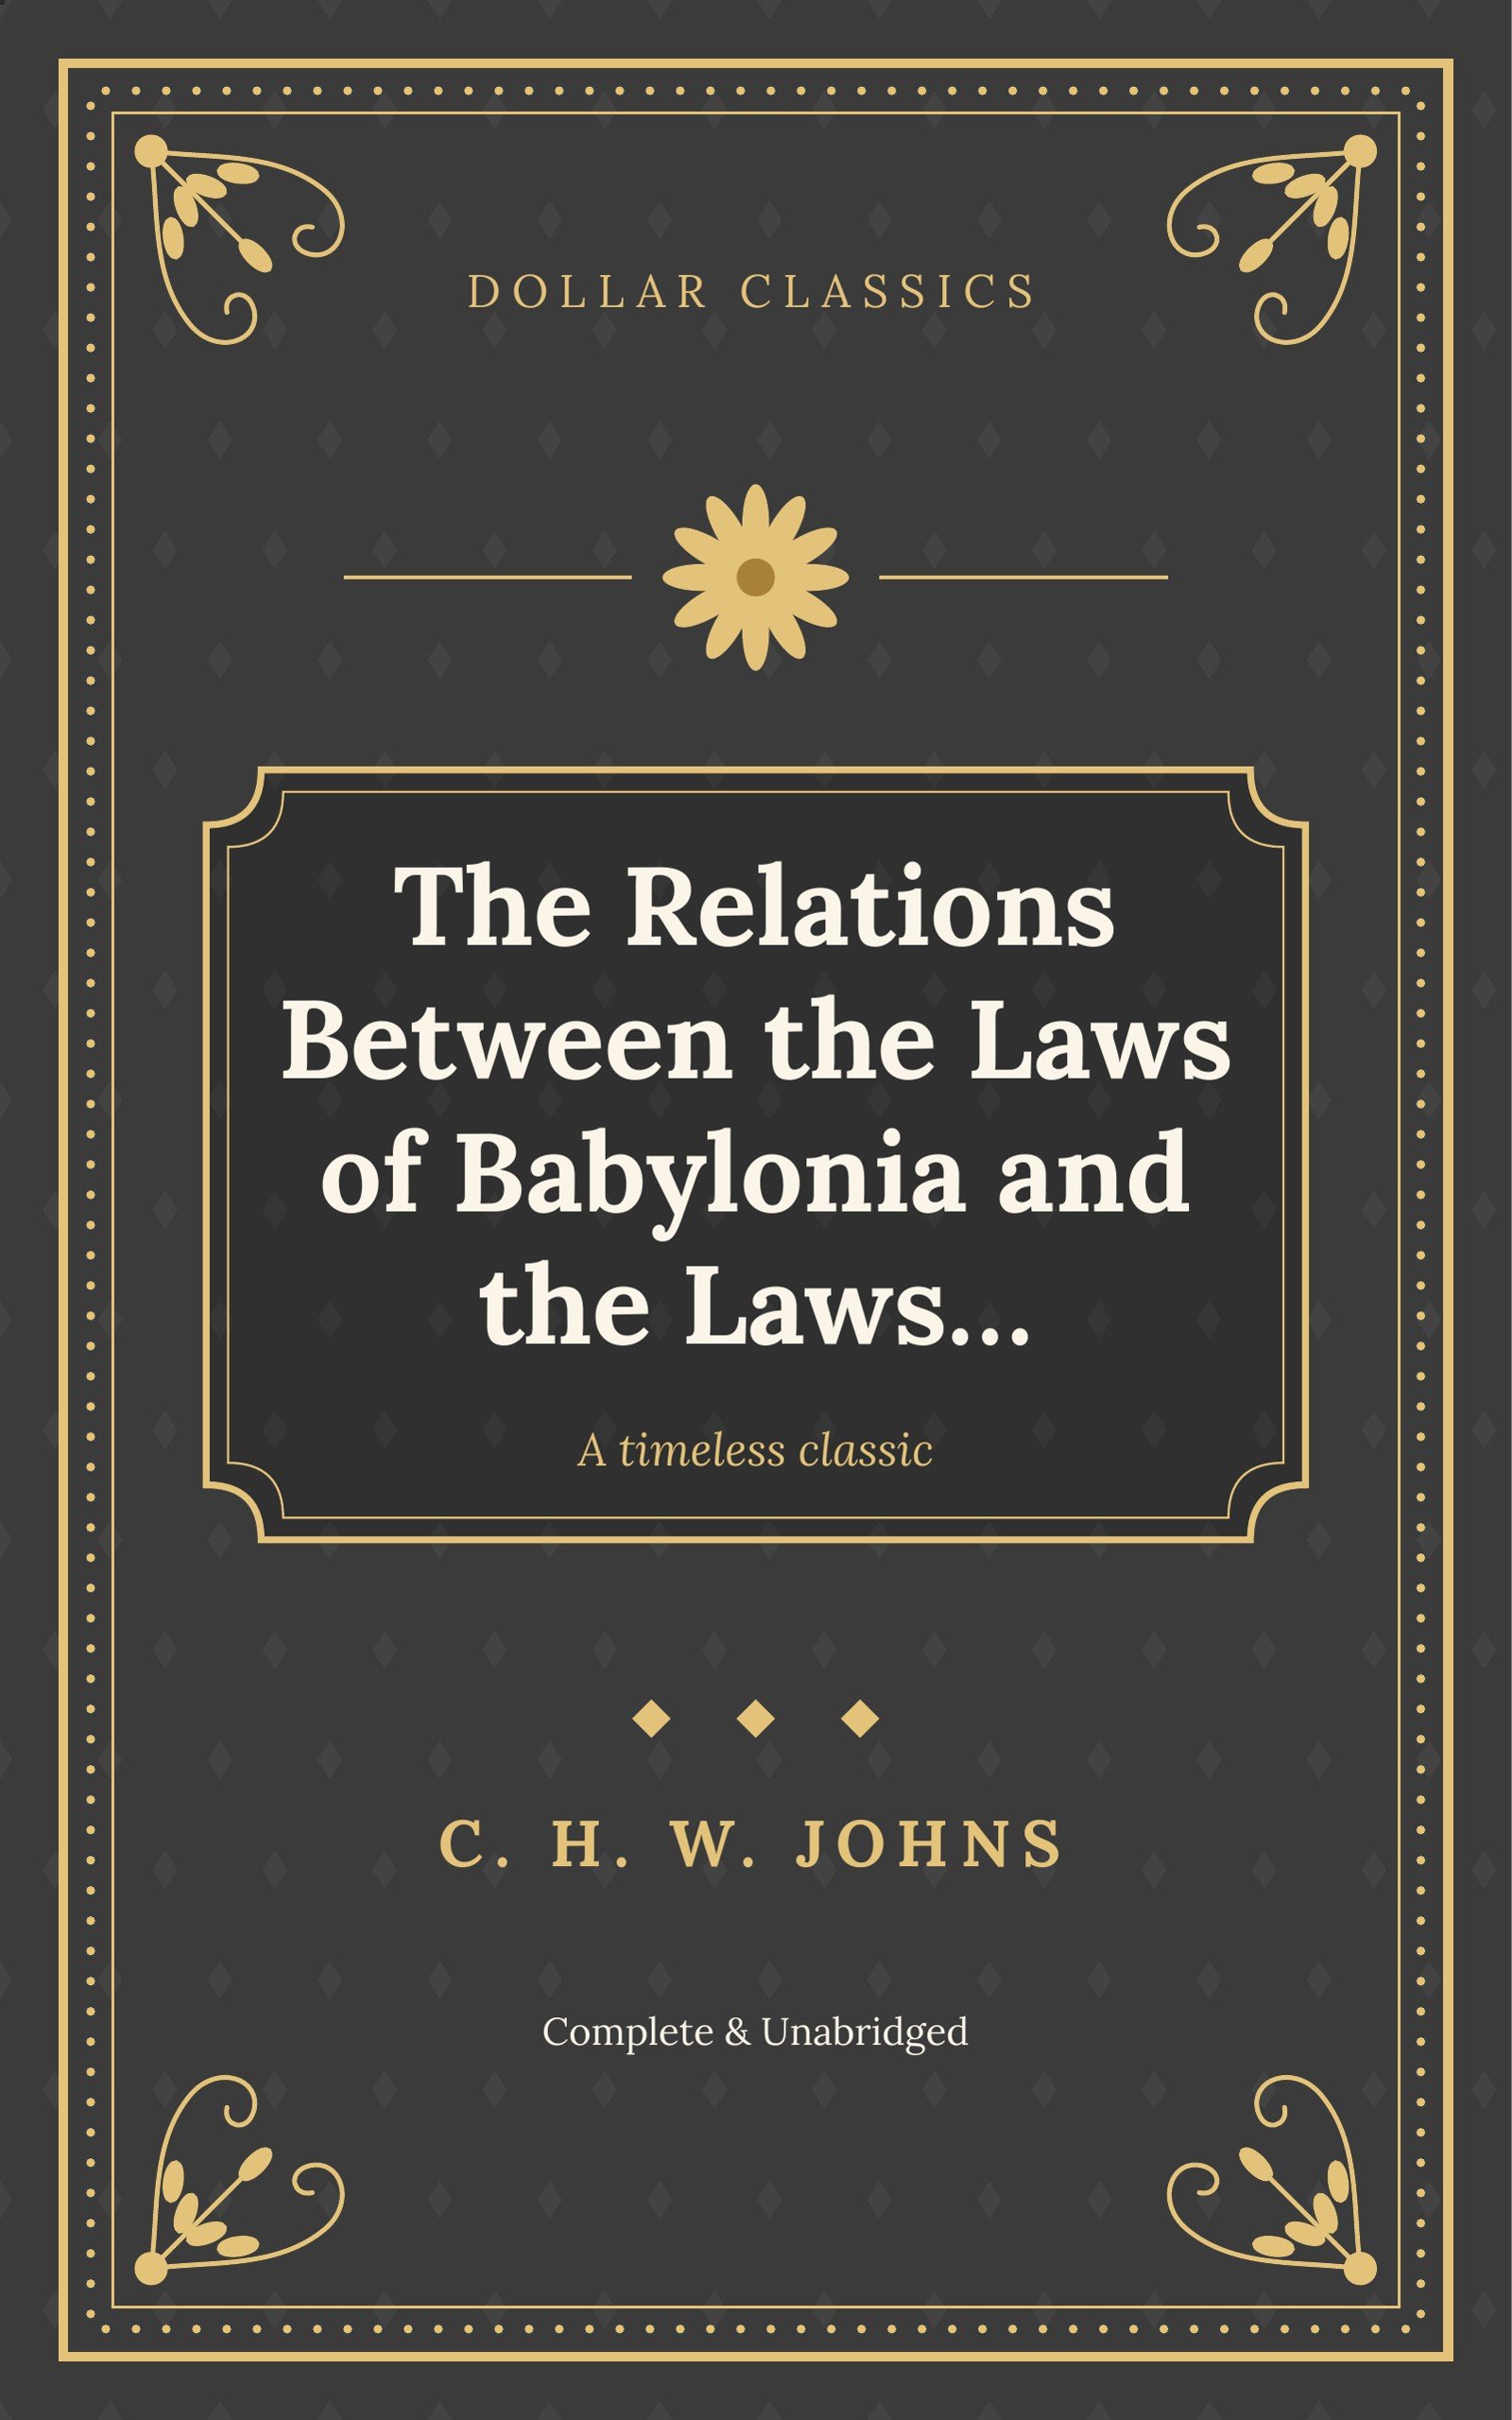 DOLLAR CLASSICS
The Relations
Between the Laws
of Babylonia and
the Laws...
A timeless classic
C. H. W. JOHNS
Complete & Unabridged